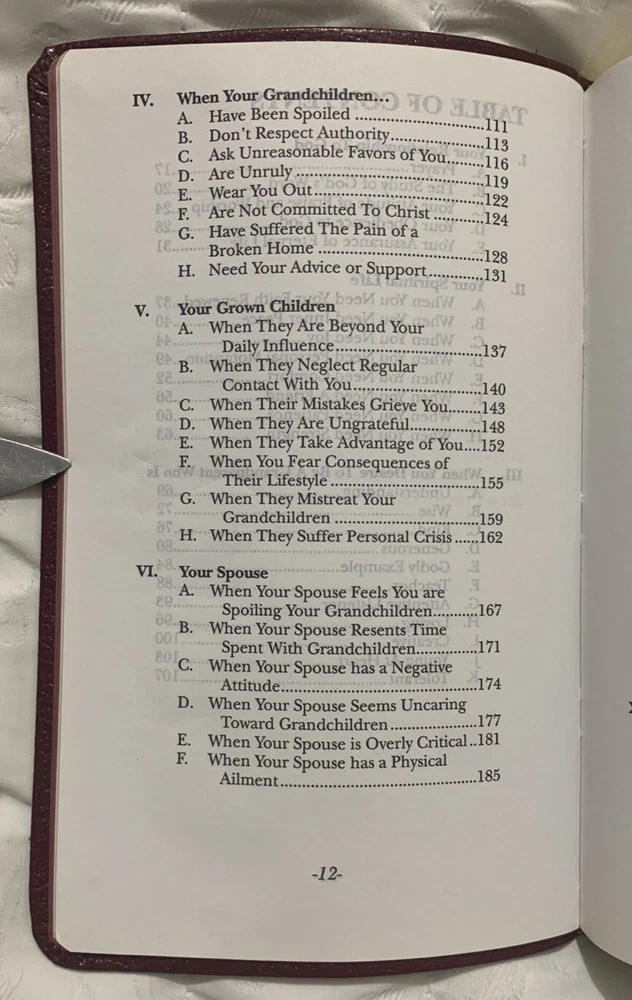 IV. When Your Grandchildren...
A. Have Been Spoiled ..............................111
B. Don't Respect Authority......................113
C. Ask Unreasonable Favors of You........116
D. Are Unruly ............................................119
E. Wear You Out........................................122
F. Are Not Committed To Christ .............124
G. Have Suffered The Pain of a
Broken Home .......................................128
H. Need Your Advice or Support.............131
V. Your Grown Children
A. When They Are Beyond Your
Daily Influence....................................137
B. When They Neglect Regular
Contact With You...............................140
C. When Their Mistakes Grieve You.......143
D. When They Are Ungrateful.................148
E. When They Take Advantage of You....152
F. When You Fear Consequences of
Their Lifestyle ....................................155
G. When They Mistreat Your
Grandchildren ...................................159
H. When They Suffer Personal Crisis ......162
VI. Your Spouse
A. When Your Spouse Feels You are
Spoiling Your Grandchildren...........167
B. When Your Spouse Resents Time
Spent With Grandchildren...............171
C. When Your Spouse has a Negative
Attitude................................................174
D. When Your Spouse Seems Uncaring
Toward Grandchildren .....................177
E. When Your Spouse is Overly Critical..181
F. When Your Spouse has a Physical
Ailment................................................185
-12-